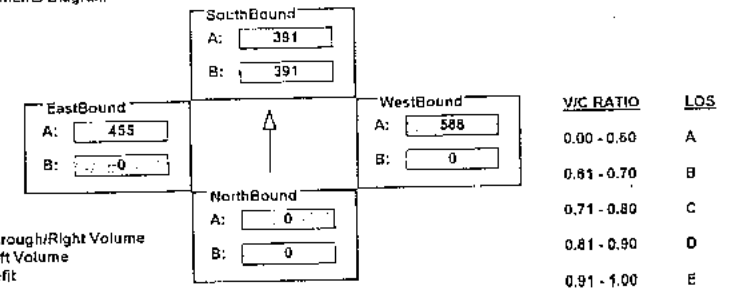 Diagram
SouthBound
A: 391
B: 391
EastBound
A: 455
B: 0
WestBound
A: 588
B: 0
NorthBound
A: 0
B: 0
rough/Right Volume
ft Volume
efit
V/C RATIO LOS
0.00 - 0.60 A
0.61 - 0.70 B
0.71 - 0.80 C
0.81 - 0.90 D
0.91 - 1.00 E